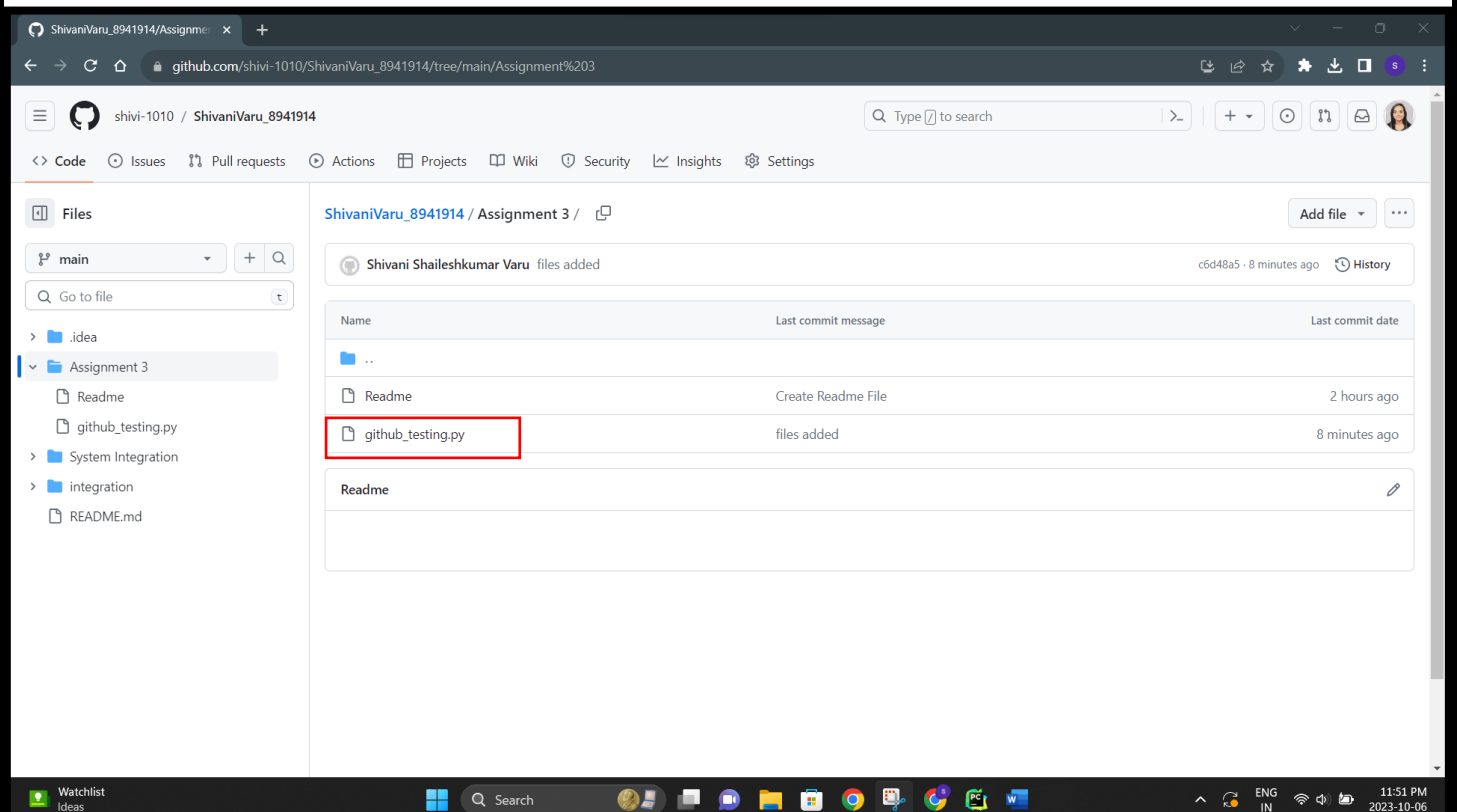 ShivaniVaru_8941914/Assignme
github.com/shivi-1010/ShivaniVaru_8941914/tree/main/Assignment%203
S
shivi-1010 / ShivaniVaru_8941914
Type / to search
Code Issues Pull requests Actions Projects Wiki Security Insights Settings
Files
main
Go to file t
.idea
Assignment 3
Readme
github_testing.py
System Integration
integration
README.md
ShivaniVaru_8941914 / Assignment 3 /
Add file
Shivani Shaileshkumar Varu files added
c6d48a5 · 8 minutes ago History
Name Last commit message Last commit date
..
Readme Create Readme File 2 hours ago
github_testing.py files added 8 minutes ago
Readme
Watchlist
Ideas
Search
S
PC
W
ENG
IN
11:51 PM
2023-10-06